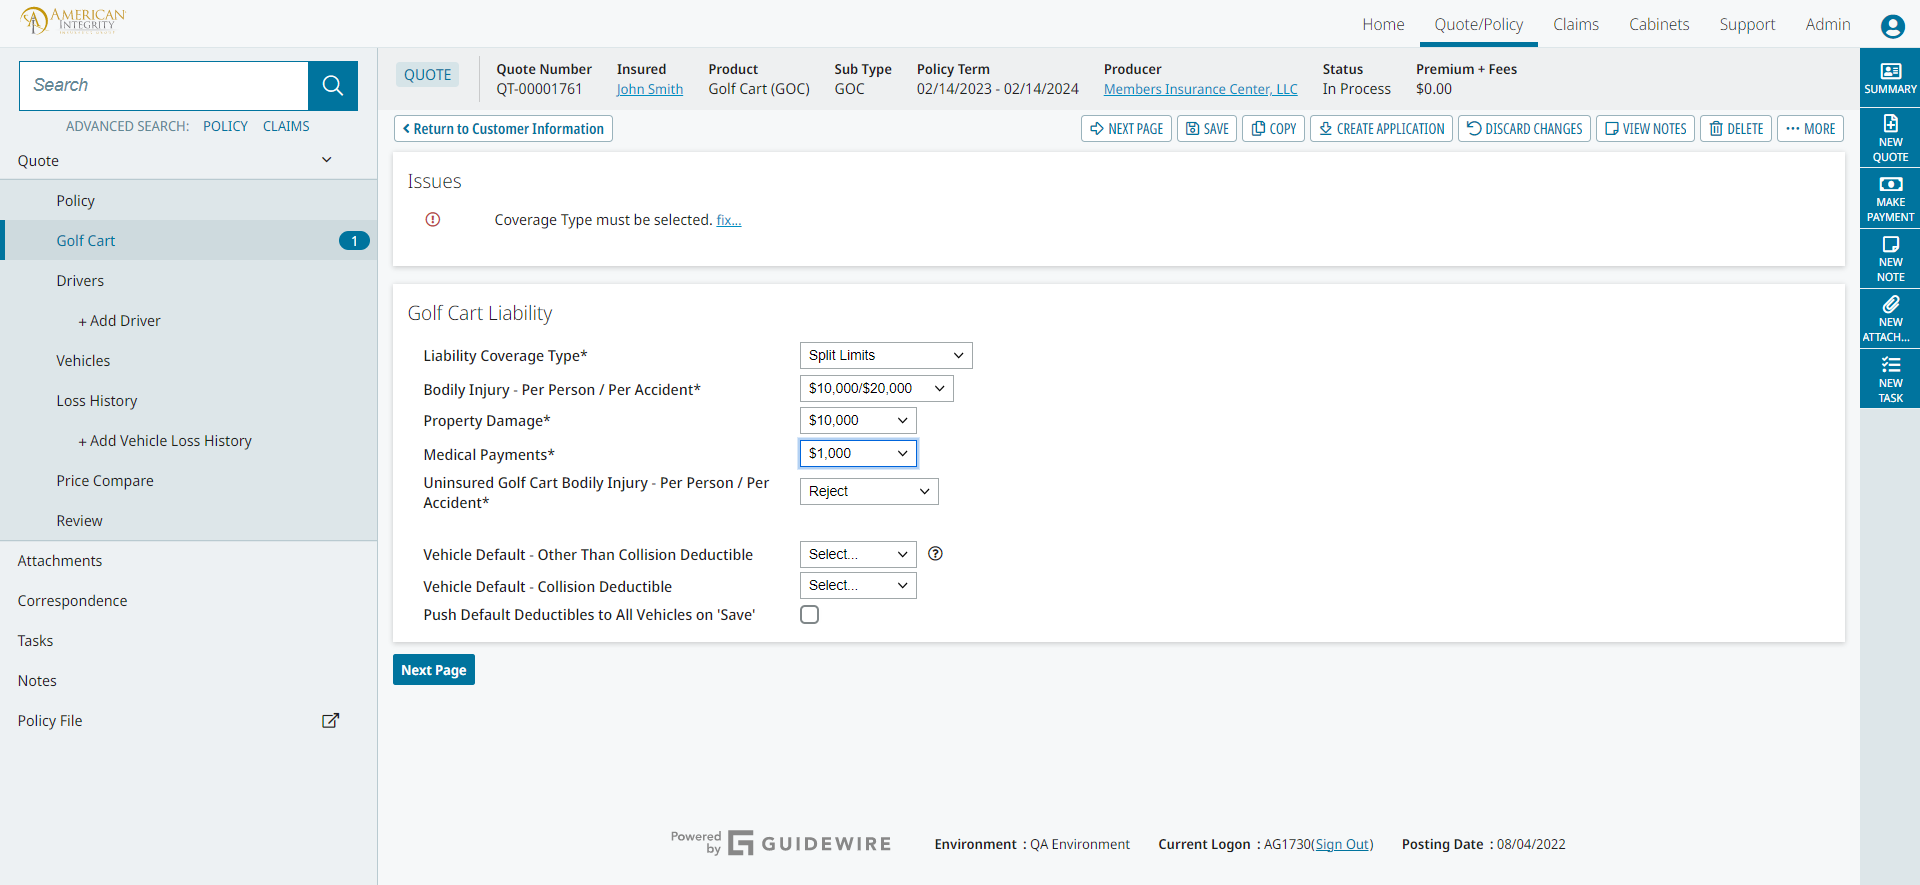 AMERICAN
INTEGRITY
INSURANCE GROUP
Home Quote/Policy Claims Cabinets Support Admin
Search
ADVANCED SEARCH: POLICY CLAIMS
Quote
Policy
Golf Cart 1
Drivers
+ Add Driver
Vehicles
Loss History
+ Add Vehicle Loss History
Price Compare
Review
Attachments
Correspondence
Tasks
Notes
Policy File
QUOTE
Quote Number Insured Product Sub Type Policy Term Producer Status Premium + Fees
QT-00001761 John Smith Golf Cart (GOC) GOC 02/14/2023 - 02/14/2024 Members Insurance Center, LLC In Process $0.00
Return to Customer Information
NEXT PAGE SAVE COPY CREATE APPLICATION DISCARD CHANGES VIEW NOTES DELETE MORE
Issues
Coverage Type must be selected. fix...
Golf Cart Liability
Liability Coverage Type* Split Limits
Bodily Injury - Per Person / Per Accident* $10,000/$20,000
Property Damage* $10,000
Medical Payments* $1,000
Uninsured Golf Cart Bodily Injury - Per Person / Per
Accident* Reject
Vehicle Default - Other Than Collision Deductible Select...
Vehicle Default - Collision Deductible Select...
Push Default Deductibles to All Vehicles on 'Save'
Next Page
SUMMARY
NEW
QUOTE
MAKE
PAYMENT
NEW
NOTE
NEW
ATTACH...
NEW
TASK
Powered
by GUIDEWIRE
Environment : QA Environment Current Logon : AG1730(Sign Out) Posting Date : 08/04/2022